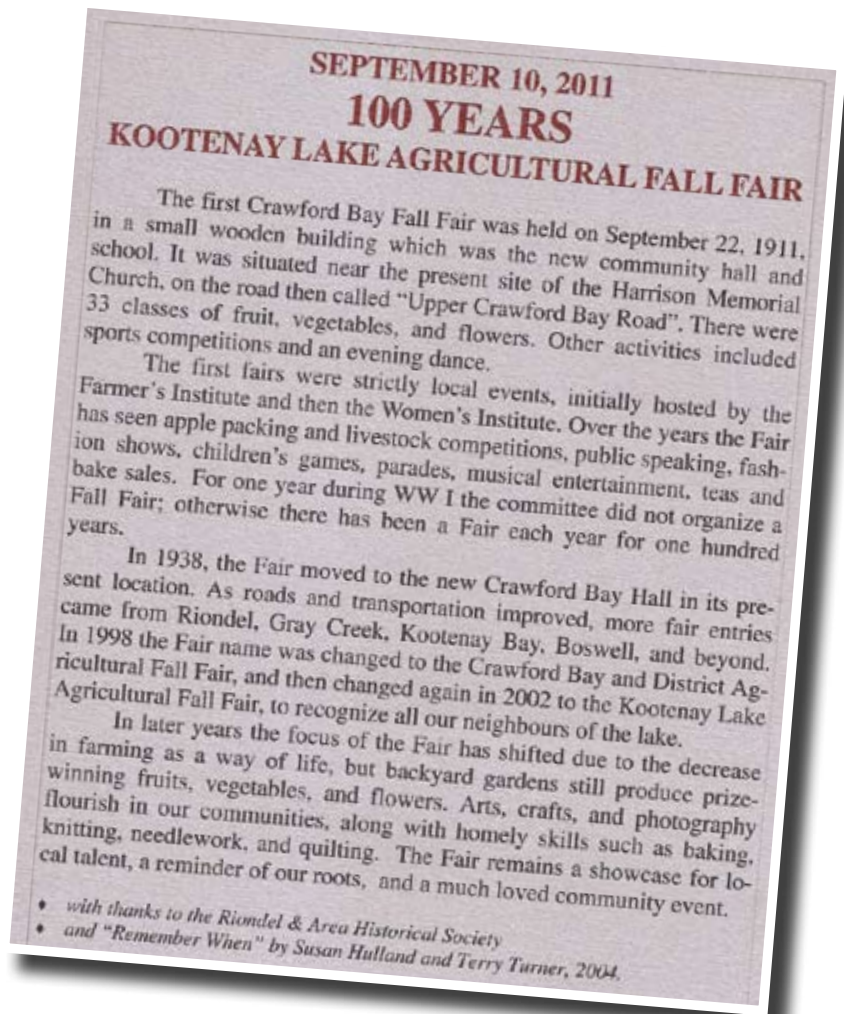 SEPTEMBER 10, 2011
100 YEARS
KOOTENAY LAKE AGRICULTURAL FALL FAIR
The first Crawford Bay Fall Fair was held on September 22, 1911,
in a small wooden building which was the new community hall and
school. It was situated near the present site of the Harrison Memorial
Church, on the road then called “Upper Crawford Bay Road”. There were
33 classes of fruit, vegetables, and flowers. Other activities included
sports competitions and an evening dance.
The first fairs were strictly local events, initially hosted by the
Farmer’s Institute and then the Women’s Institute. Over the years the Fair
has seen apple packing and livestock competitions, public speaking, fash-
ion shows, children’s games, parades, musical entertainment, teas and
bake sales. For one year during WW I the committee did not organize a
Fall Fair; otherwise there has been a Fair each year for one hundred
years.
In 1938, the Fair moved to the new Crawford Bay Hall in its pre-
sent location. As roads and transportation improved, more fair entries
came from Riondel, Gray Creek, Kootenay Bay, Boswell, and beyond.
In 1998 the Fair name was changed to the Crawford Bay and District Ag-
ricultural Fall Fair, and then changed again in 2002 to the Kootenay Lake
Agricultural Fall Fair, to recognize all our neighbours of the lake.
In later years the focus of the Fair has shifted due to the decrease
in farming as a way of life, but backyard gardens still produce prize-
winning fruits, vegetables, and flowers. Arts, crafts, and photography
flourish in our communities, along with homely skills such as baking,
knitting, needlework, and quilting. The Fair remains a showcase for lo-
cal talent, a reminder of our roots, and a much loved community event.
♦ with thanks to the Riondel & Area Historical Society
♦ and “Remember When” by Susan Hulland and Terry Turner, 2004.